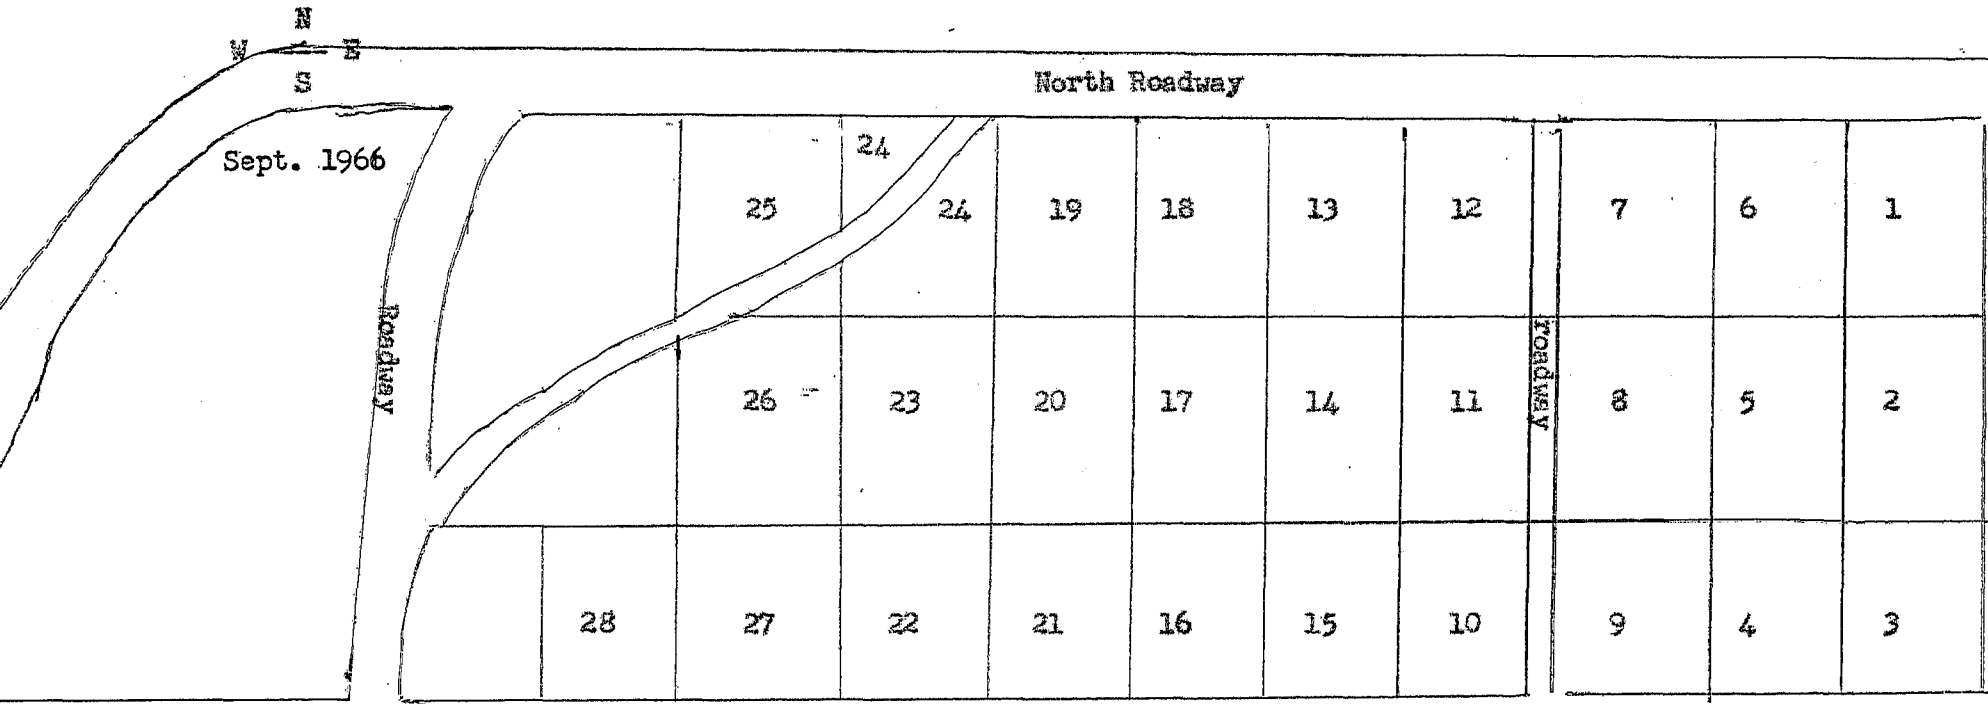 N
W E
S
North Roadway
Sept. 1966
24
25 24 19 18 13 12 7 6 1
Roadway
roadway
26 23 20 17 14 11 8 5 2
28 27 22 21 16 15 10 9 4 3